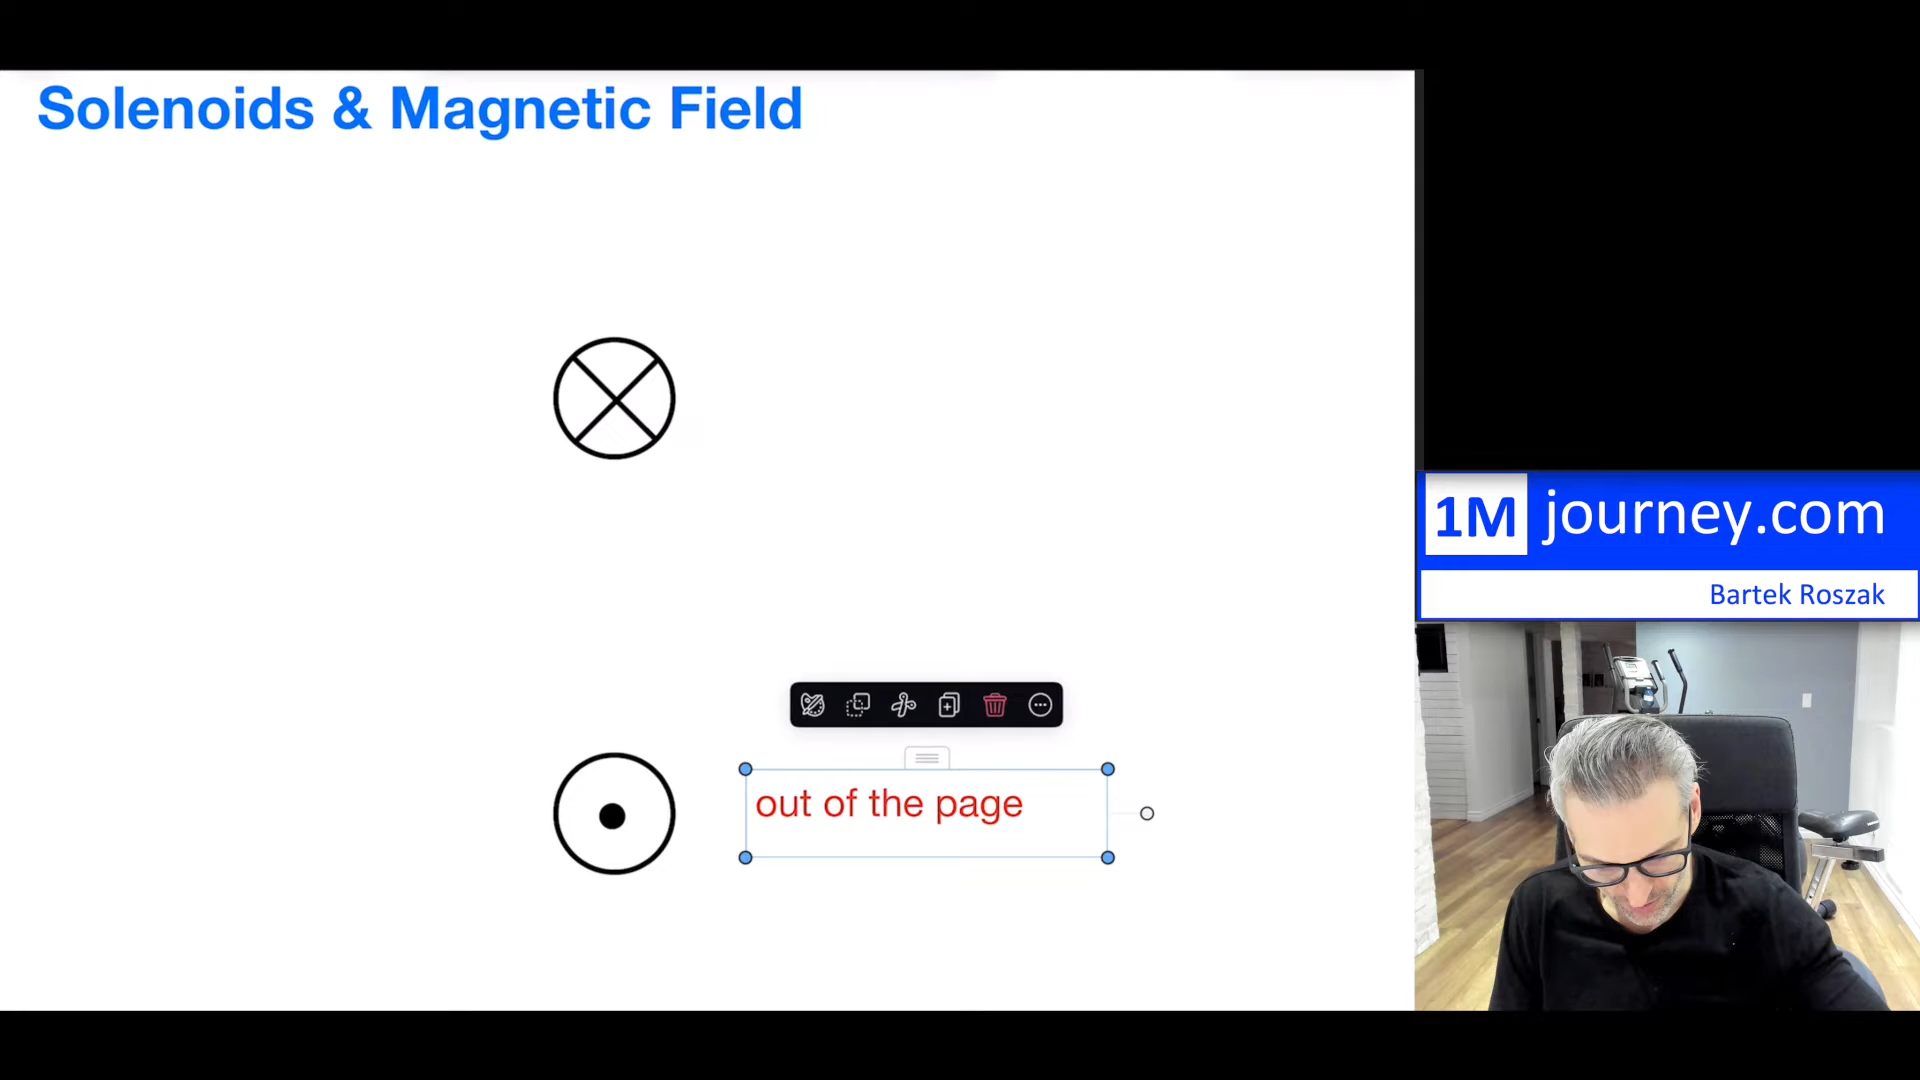 Solenoids & Magnetic Field
1M journey.com
Bartek Roszak
out of the page